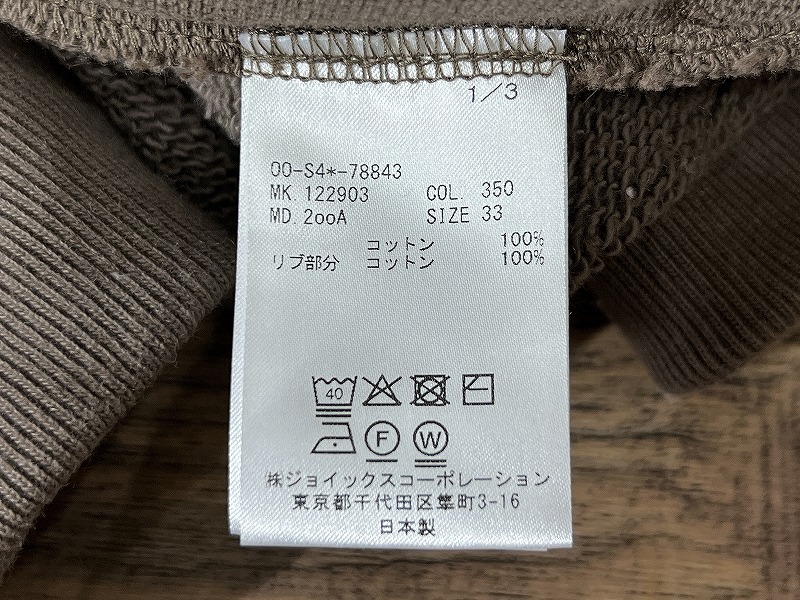 1/3
00-S4*-78843
MK. 122903 COL. 350
MD. 2ooA SIZE 33
コットン 100%
リブ部分 コットン 100%
40
F W
株ジョイックスコーポレーション
東京都千代田区隼町3-16
日本製